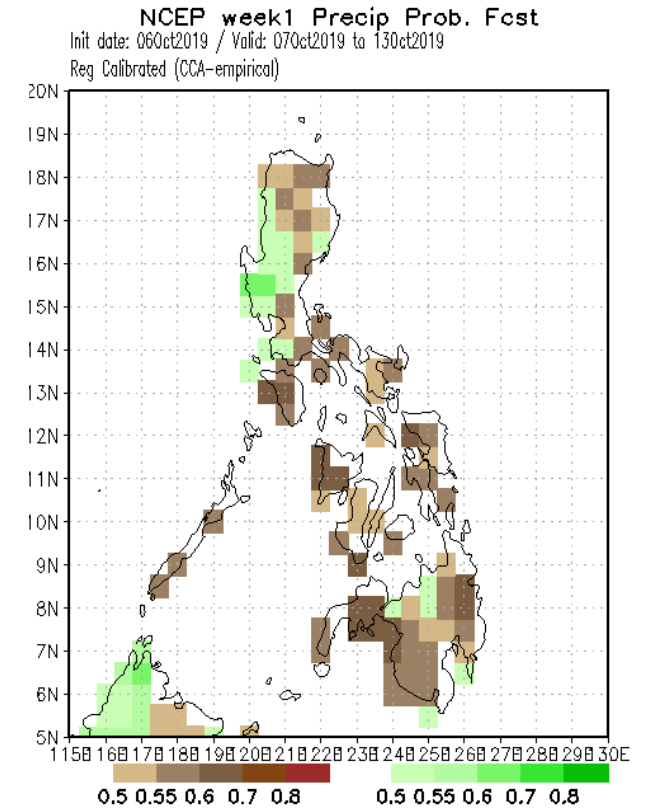 NCEP week1 Precip Prob. Fcst
Init date: 06Oct2019 / Valid: 07Oct2019 to 13Oct2019
Reg Calibrated (CCA-empirical)
20N
19N
18N
17N
16N
15N
14N
13N
12N
11N
10N
9N
8N
7N
6N
5N
115E 116E 117E 118E 119E 120E 121E 122E 123E 124E 125E 126E 127E 128E 129E 130E
0.5 0.55 0.6 0.7 0.8 0.5 0.55 0.6 0.7 0.8